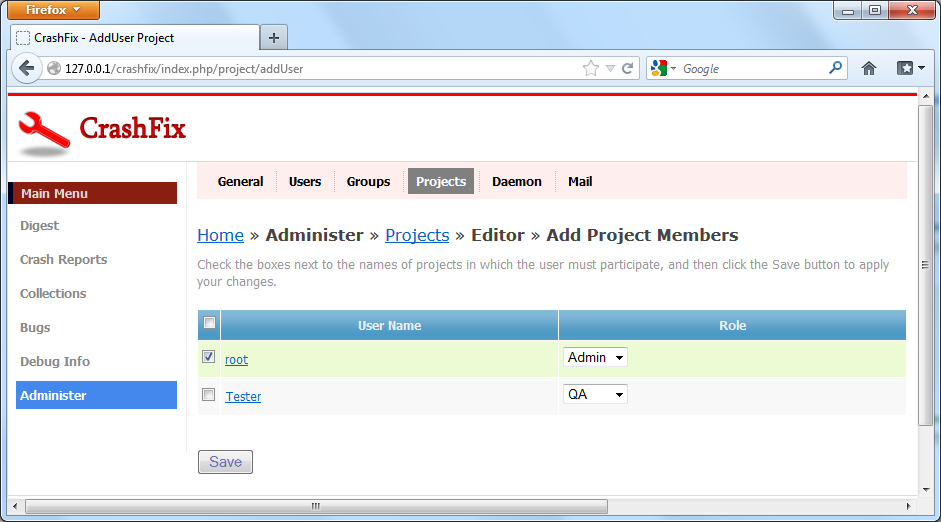 Firefox
CrashFix - AddUser Project
127.0.0.1/crashfix/index.php/project/addUser
Google
CrashFix
General Users Groups Projects Daemon Mail
Main Menu
Digest
Crash Reports
Collections
Bugs
Debug Info
Administer
Home » Administer » Projects » Editor » Add Project Members
Check the boxes next to the names of projects in which the user must participate, and then click the Save button to apply
your changes.
User Name Role
root Admin
Tester QA
Save